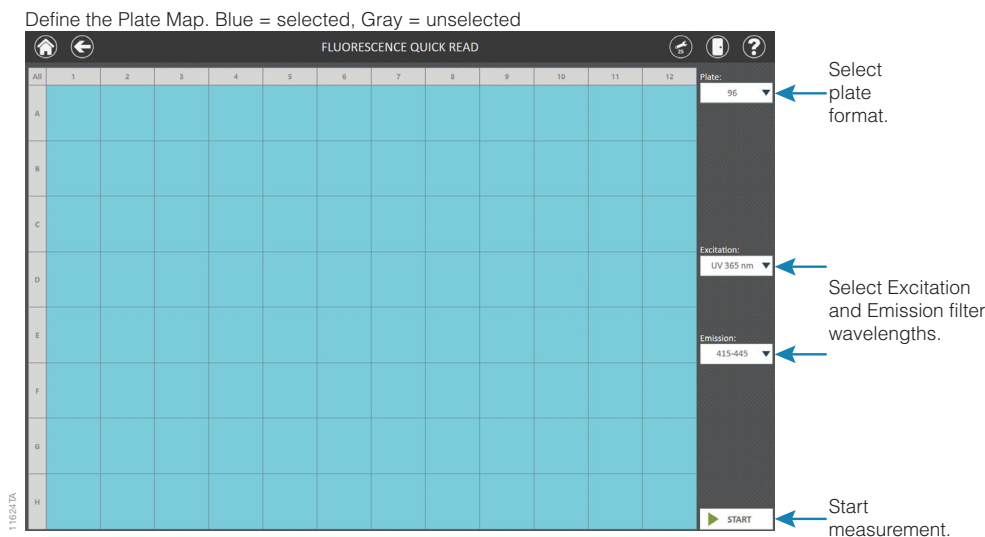 Define the Plate Map. Blue = selected, Gray = unselected
FLUORESCENCE QUICK READ
25
?
All 1 2 3 4 5 6 7 8 9 10 11 12
Plate:
96
Select
plate
format.
A
B
C
D
E
F
G
H
Excitation:
UV 365 nm
Select Excitation
and Emission filter
wavelengths.
Emission:
415-445
START
Start
measurement.
11624TA